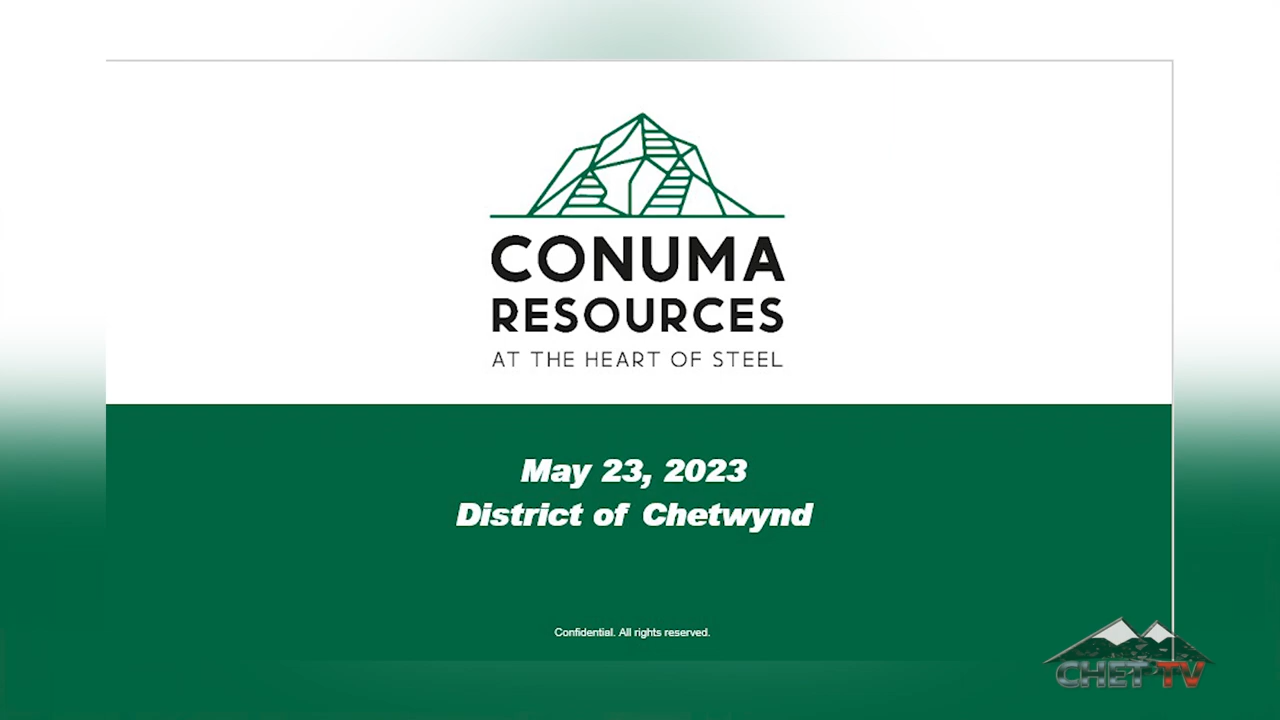 CONUMA
RESOURCES
AT THE HEART OF STEEL
May 23, 2023
District of Chetwynd
Confidential. All rights reserved.
CHET TV